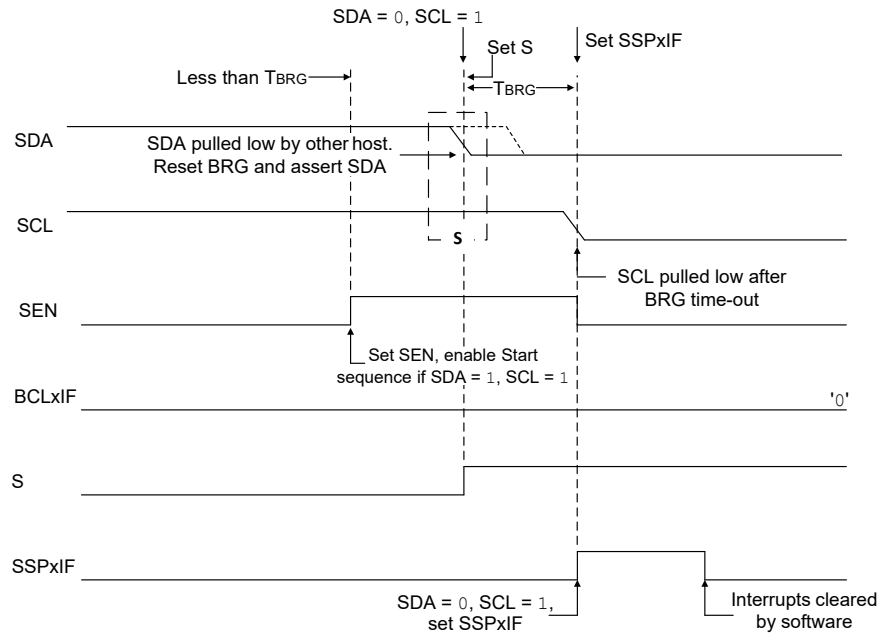 SDA = 0, SCL = 1
Set S
Set SSPxIF
Less than TBRG
TBRG
SDA
SDA pulled low by other host.
Reset BRG and assert SDA
SCL
S
SCL pulled low after
BRG time-out
SEN
Set SEN, enable Start
sequence if SDA = 1, SCL = 1
BCLxIF
'0'
S
SSPxIF
SDA = 0, SCL = 1,
set SSPxIF
Interrupts cleared
by software